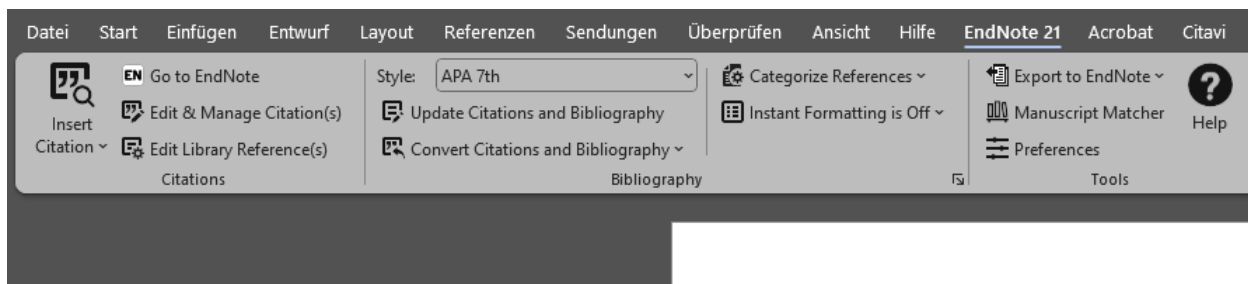 Datei Start Einfügen Entwurf Layout Referenzen Sendungen Überprüfen Ansicht Hilfe EndNote 21 Acrobat Citavi
Insert
Citation
EN Go to EndNote
Edit & Manage Citation(s)
Edit Library Reference(s)
Citations
Style: APA 7th
Update Citations and Bibliography
Convert Citations and Bibliography
Categorize References
Instant Formatting is Off
Bibliography
Export to EndNote
Manuscript Matcher
Preferences
Tools
?
Help